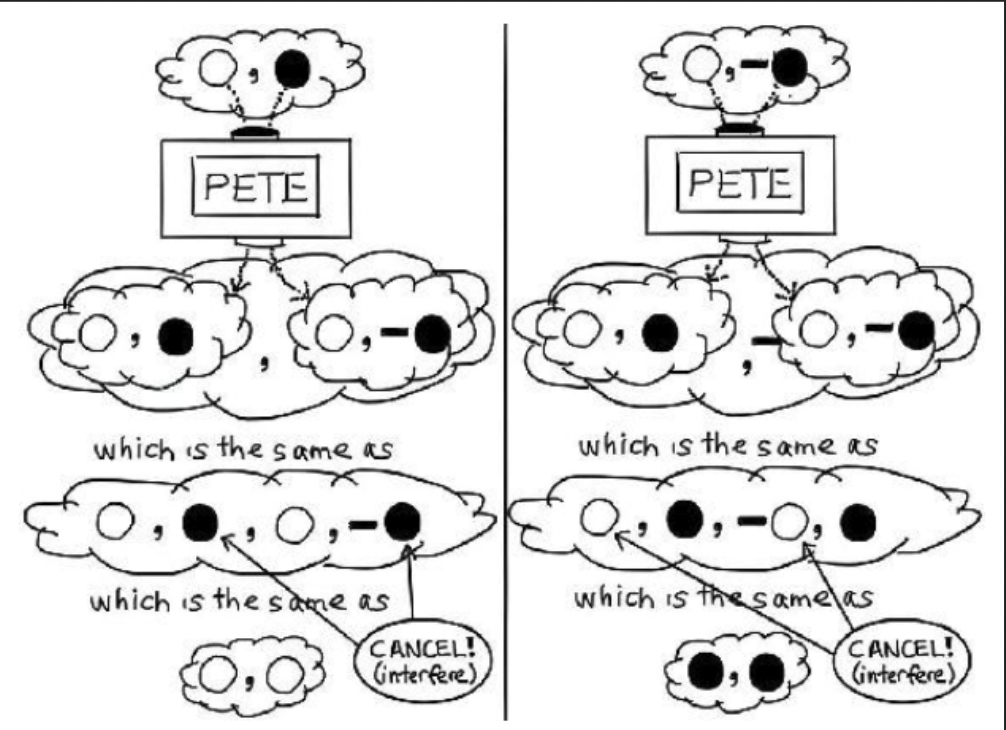 PETE
which is the same as
which is the same as
CANCEL!
(interfere)
PETE
which is the same as
which is the same as
CANCEL!
(interfere)